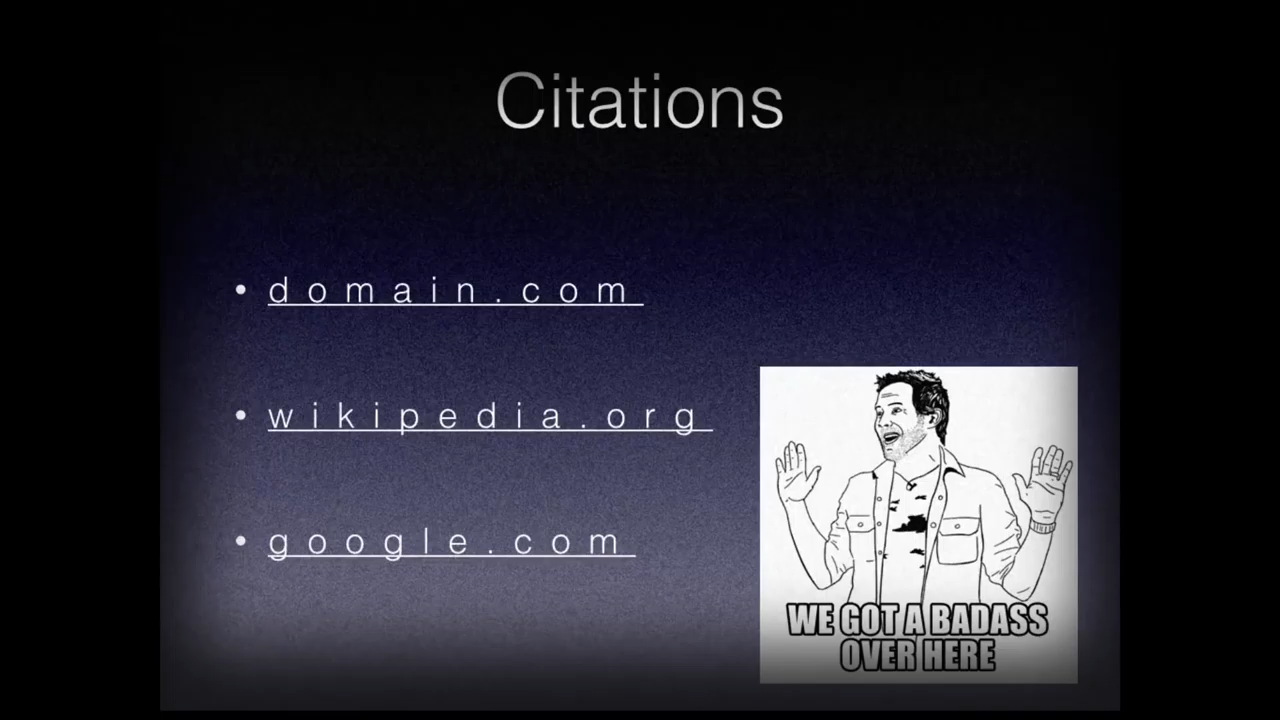 Citations
• domain.com
• wikipedia.org
• google.com
WE GOT A BADASS
OVER HERE